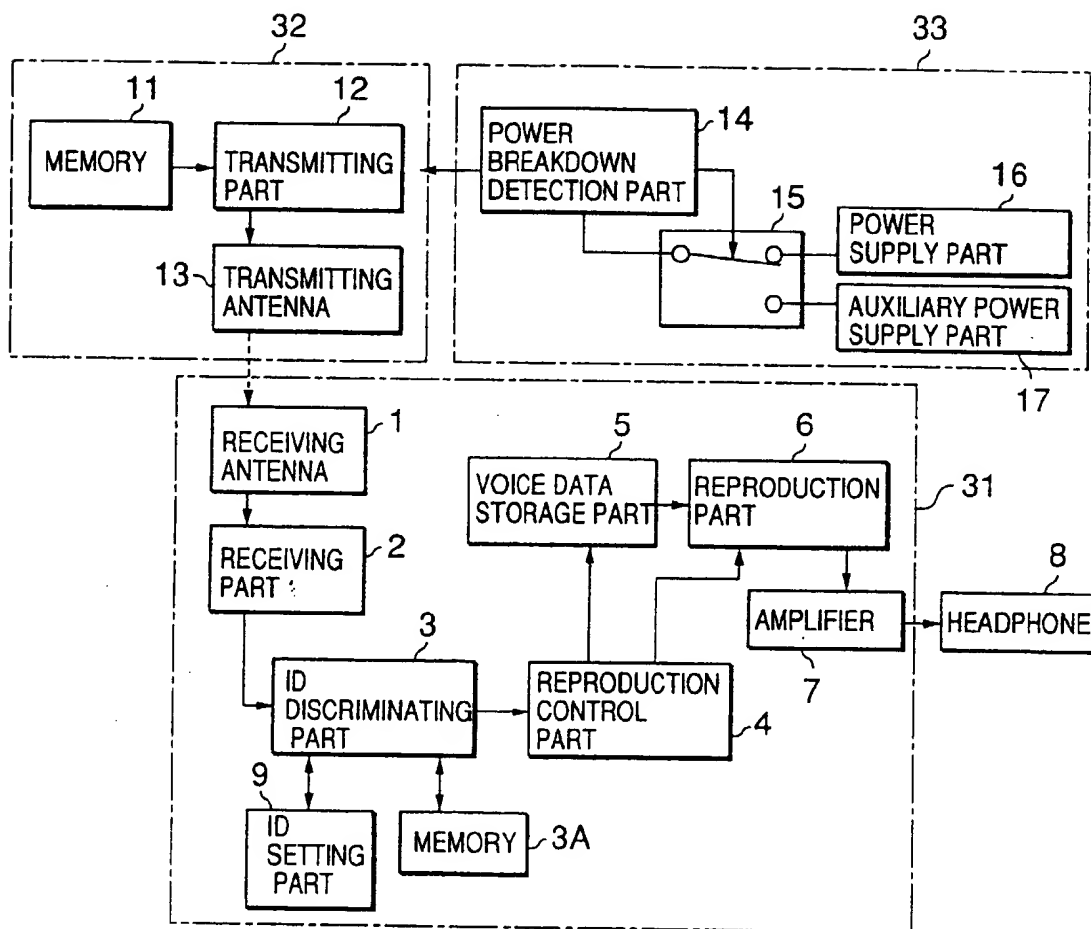 32
33
11
12
14
MEMORY
TRANSMITTING
PART
POWER
BREAKDOWN
DETECTION PART
15
16
POWER
SUPPLY PART
13
TRANSMITTING
ANTENNA
AUXILIARY POWER
SUPPLY PART
17
1
RECEIVING
ANTENNA
5
6
VOICE DATA
STORAGE PART
REPRODUCTION
PART
31
2
RECEIVING
PART
8
AMPLIFIER
HEADPHONE
7
3
ID
DISCRIMINATING
PART
REPRODUCTION
CONTROL
PART
4
9
ID
SETTING
PART
MEMORY
3A